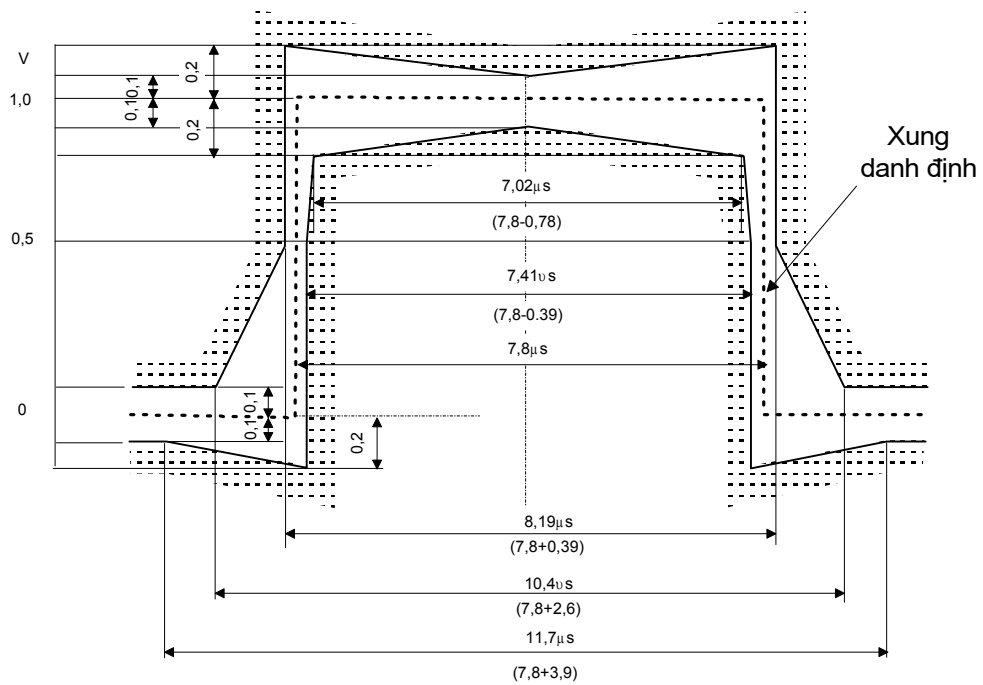 V
0,1
0,2
1,0
0,1
0,2
Xung
danh định
7,02μs
(7,8-0,78)
0,5
7,41υs
(7,8-0.39)
7,8μs
0
0,1
0,1
0,2
8,19μs
(7,8+0,39)
10,4υs
(7,8+2,6)
11,7μs
(7,8+3,9)